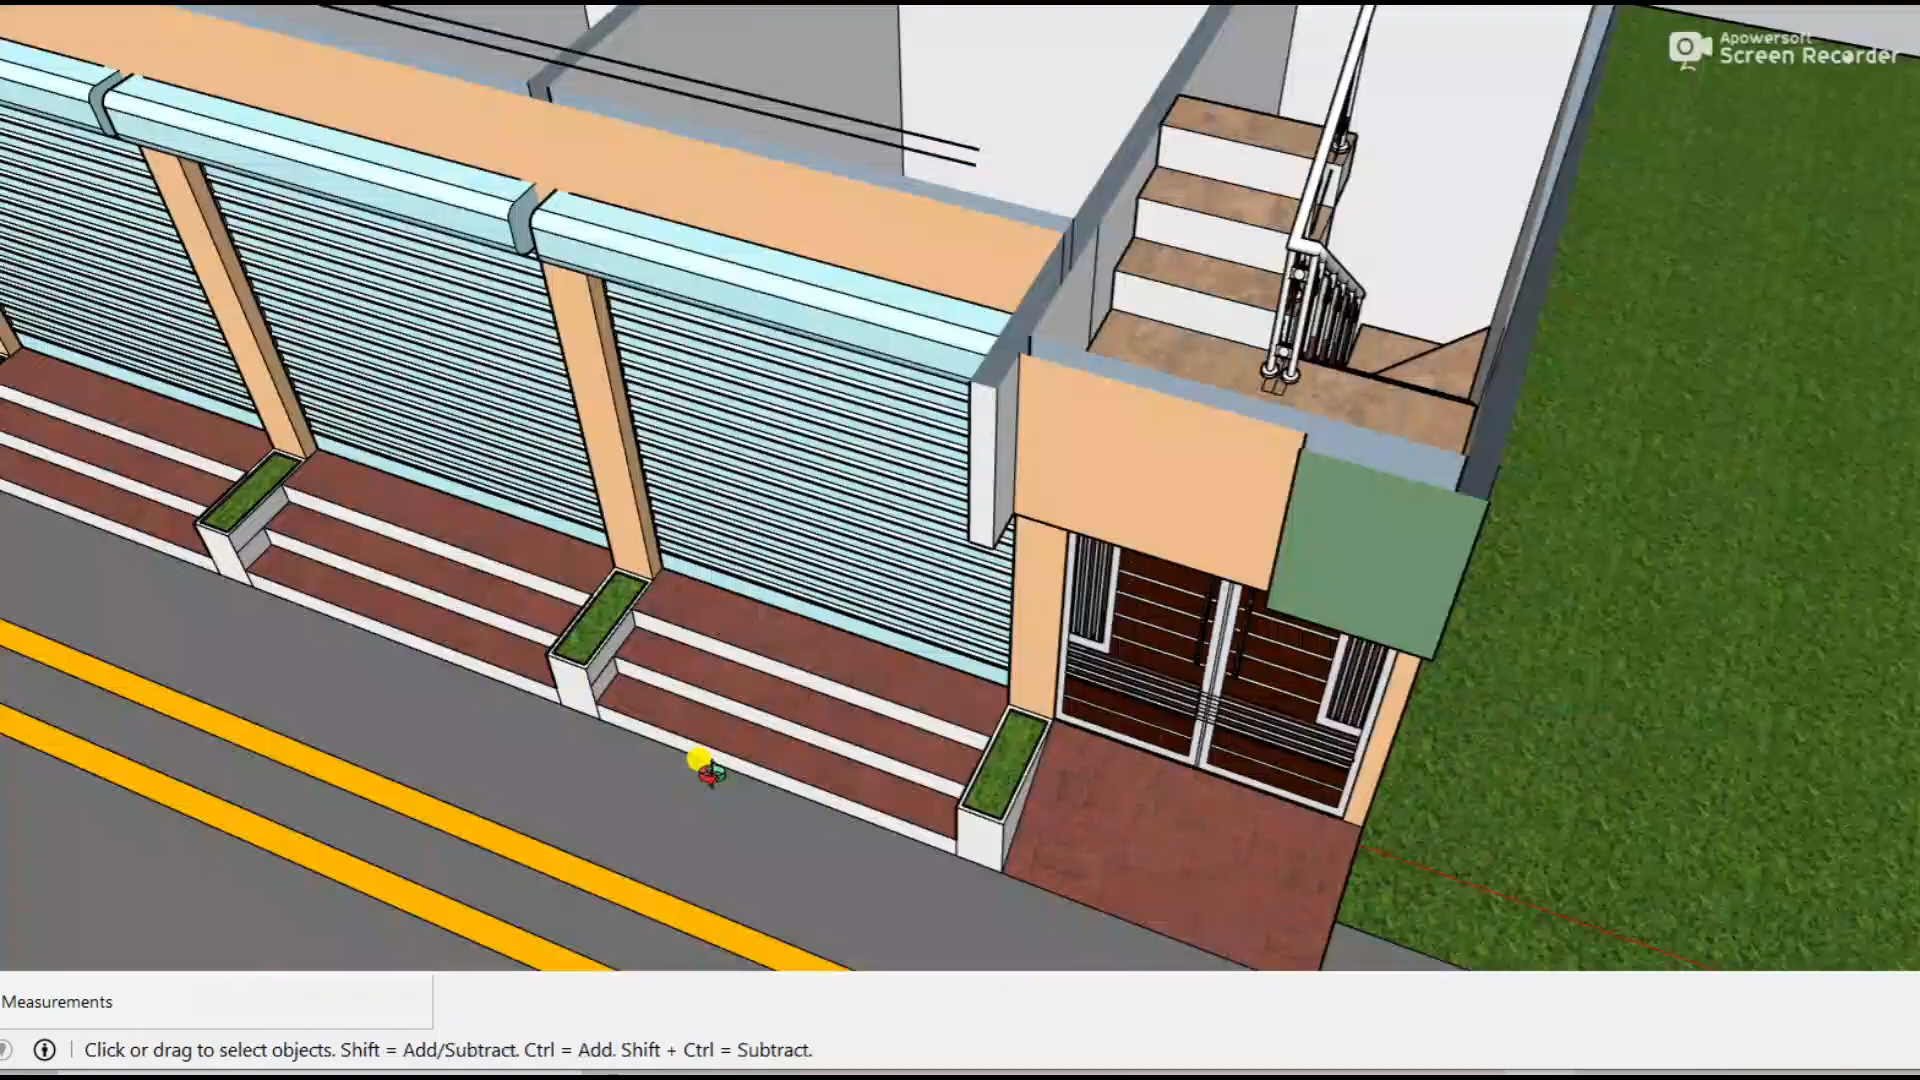 Apowersoft
Screen Recorder
Measurements
Click or drag to select objects. Shift = Add/Subtract. Ctrl = Add. Shift + Ctrl = Subtract.